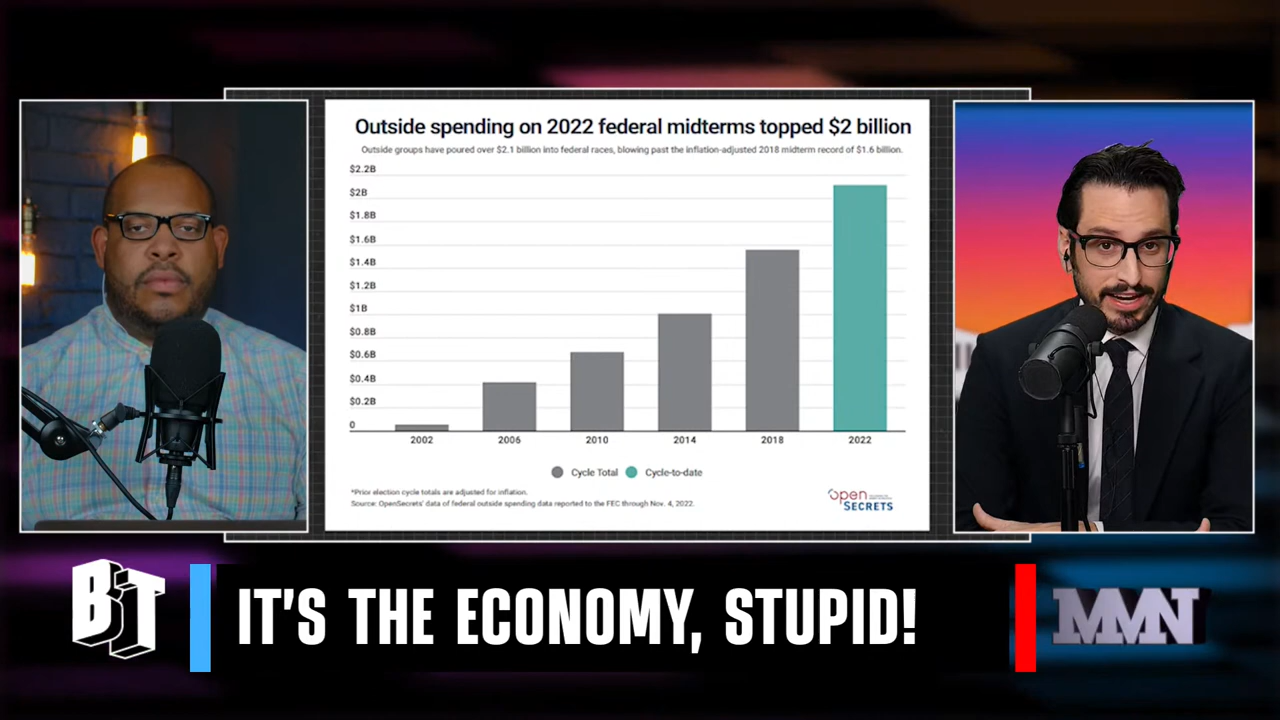 Outside spending on 2022 federal midterms topped $2 billion
Outside groups have poured over $2.1 billion into federal races, blowing past the inflation-adjusted 2018 midterm record of $1.6 billion.
$2.2B
$2B
$1.8B
$1.6B
$1.4B
$1.2B
$1B
$0.8B
$0.6B
$0.4B
$0.2B
0
2002 2006 2010 2014 2018 2022
Cycle Total Cycle-to-date
*Prior election cycle totals are adjusted for inflation.
Source: OpenSecrets' data of federal outside spending data reported to the FEC through Nov. 4, 2022.
open
SECRETS
BT
IT'S THE ECONOMY, STUPID!
MMN